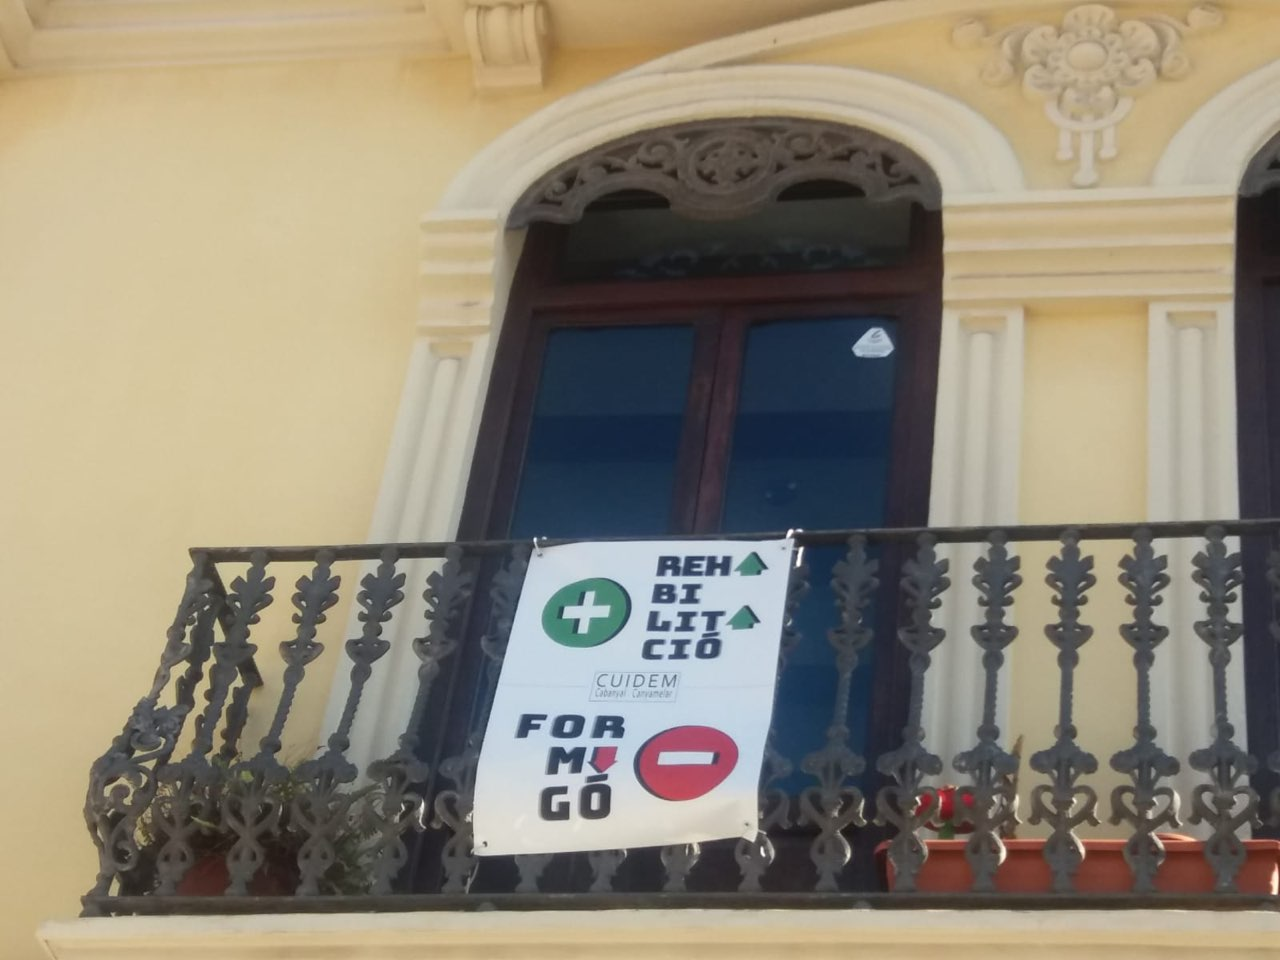 REH
BI
LIT
CIÓ
CUIDEM
Cabanyal Canyamelar
FOR
M
GÓ